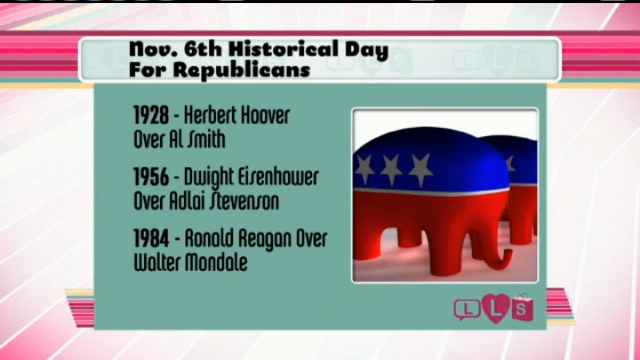 Nov. 6th Historical Day
For Republicans
1928 - Herbert Hoover
Over Al Smith
1956 - Dwight Eisenhower
Over Adlai Stevenson
1984 - Ronald Reagan Over
Walter Mondale
L L S